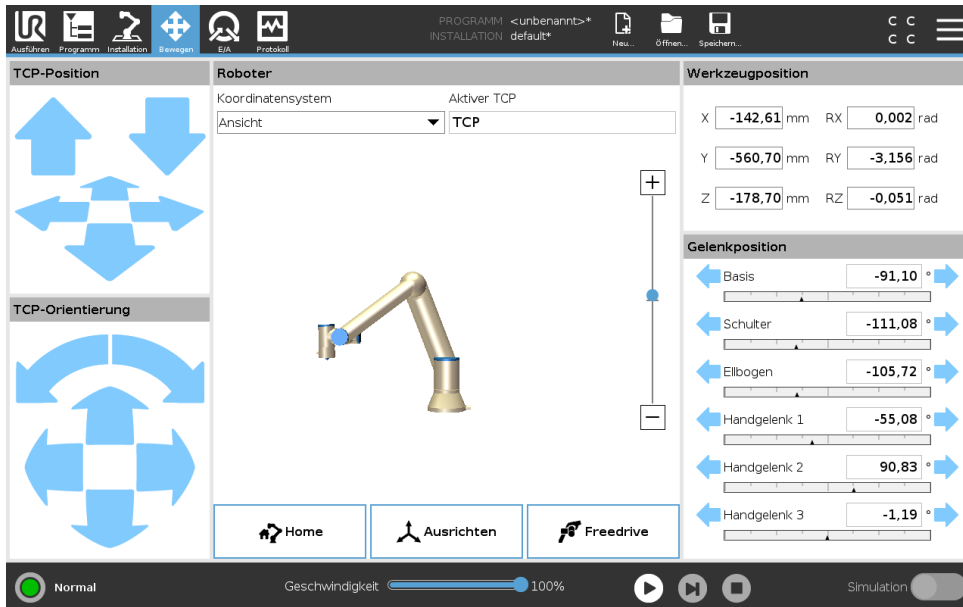 PROGRAMM <unbenannt>*
INSTALLATION default*
Ausführen Programm Installation Bewegen E/A Protokoll Neu... Öffnen... Speichern...
C C
C C
TCP-Position
Roboter
Werkzeugposition
Koordinatensystem Aktiver TCP
Ansicht TCP
X -142,61 mm RX 0,002 rad
Y -560,70 mm RY -3,156 rad
Z -178,70 mm RZ -0,051 rad
+
−
Gelenkposition
Basis -91,10 °
Schulter -111,08 °
Ellbogen -105,72 °
Handgelenk 1 -55,08 °
Handgelenk 2 90,83 °
Handgelenk 3 -1,19 °
TCP-Orientierung
Home Ausrichten Freedrive
Normal Geschwindigkeit 100% Simulation